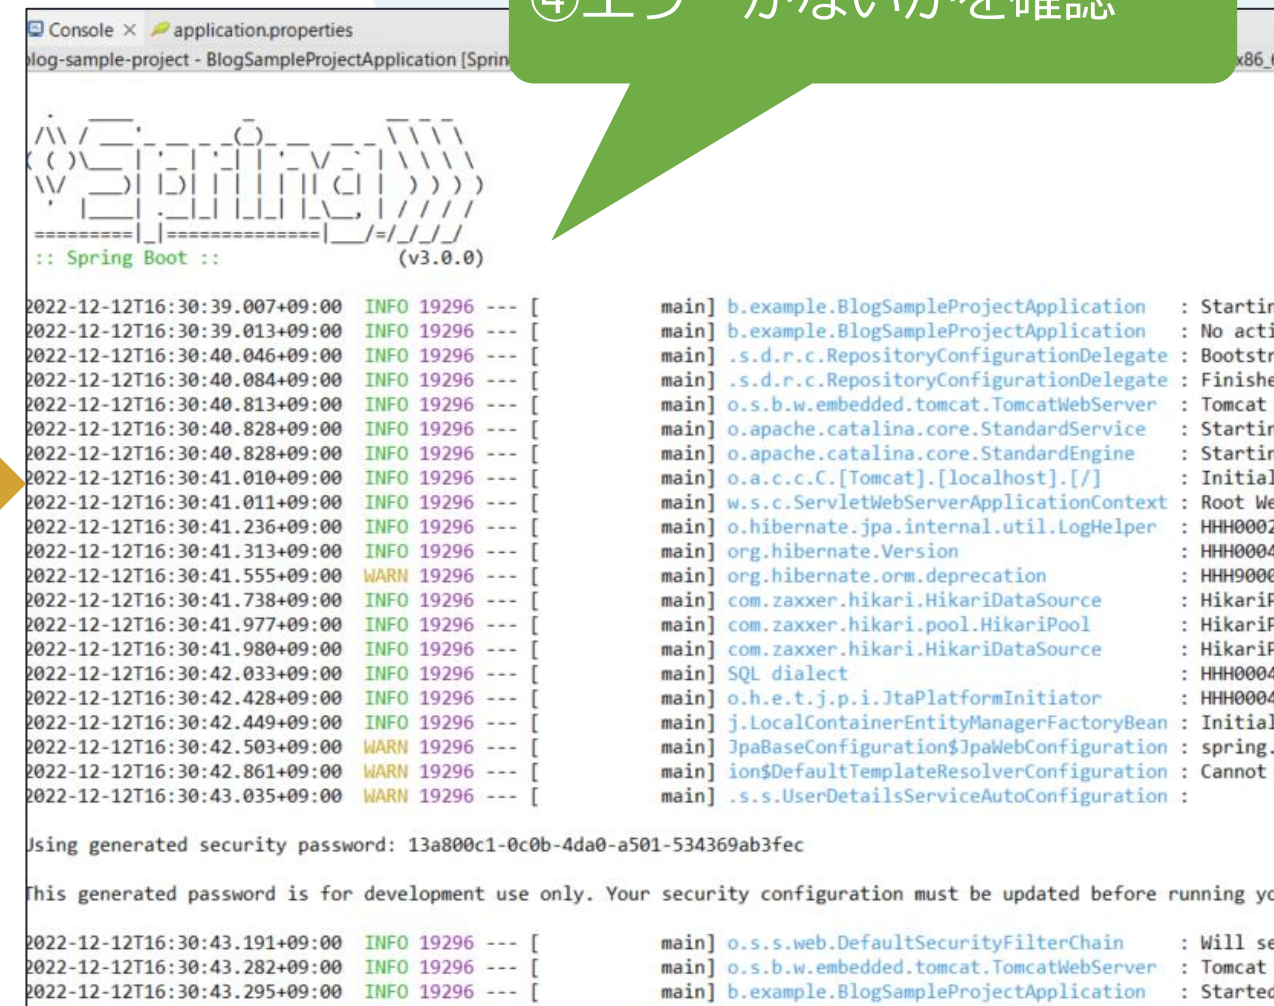 ④エラーがないかを確認
Console × application.properties
blog-sample-project - BlogSampleProjectApplication [Sprin
:: Spring Boot :: (v3.0.0)
2022-12-12T16:30:39.007+09:00 INFO 19296 --- [ main] b.example.BlogSampleProjectApplication : Startin
2022-12-12T16:30:39.013+09:00 INFO 19296 --- [ main] b.example.BlogSampleProjectApplication : No acti
2022-12-12T16:30:40.046+09:00 INFO 19296 --- [ main] .s.d.r.c.RepositoryConfigurationDelegate : Bootstr
2022-12-12T16:30:40.084+09:00 INFO 19296 --- [ main] .s.d.r.c.RepositoryConfigurationDelegate : Finishe
2022-12-12T16:30:40.813+09:00 INFO 19296 --- [ main] o.s.b.w.embedded.tomcat.TomcatWebServer : Tomcat
2022-12-12T16:30:40.828+09:00 INFO 19296 --- [ main] o.apache.catalina.core.StandardService : Startin
2022-12-12T16:30:40.828+09:00 INFO 19296 --- [ main] o.apache.catalina.core.StandardEngine : Startin
2022-12-12T16:30:41.010+09:00 INFO 19296 --- [ main] o.a.c.c.C.[Tomcat].[localhost].[/] : Initial
2022-12-12T16:30:41.011+09:00 INFO 19296 --- [ main] w.s.c.ServletWebServerApplicationContext : Root We
2022-12-12T16:30:41.236+09:00 INFO 19296 --- [ main] o.hibernate.jpa.internal.util.LogHelper : HHH0002
2022-12-12T16:30:41.313+09:00 INFO 19296 --- [ main] org.hibernate.Version : HHH0004
2022-12-12T16:30:41.555+09:00 WARN 19296 --- [ main] org.hibernate.orm.deprecation : HHH9000
2022-12-12T16:30:41.738+09:00 INFO 19296 --- [ main] com.zaxxer.hikari.HikariDataSource : HikariP
2022-12-12T16:30:41.977+09:00 INFO 19296 --- [ main] com.zaxxer.hikari.pool.HikariPool : HikariP
2022-12-12T16:30:41.980+09:00 INFO 19296 --- [ main] com.zaxxer.hikari.HikariDataSource : HikariP
2022-12-12T16:30:42.033+09:00 INFO 19296 --- [ main] SQL dialect : HHH0004
2022-12-12T16:30:42.428+09:00 INFO 19296 --- [ main] o.h.e.t.j.p.i.JtaPlatformInitiator : HHH0004
2022-12-12T16:30:42.449+09:00 INFO 19296 --- [ main] j.LocalContainerEntityManagerFactoryBean : Initial
2022-12-12T16:30:42.503+09:00 WARN 19296 --- [ main] JpaBaseConfiguration$JpaWebConfiguration : spring.
2022-12-12T16:30:42.861+09:00 WARN 19296 --- [ main] ion$DefaultTemplateResolverConfiguration : Cannot
2022-12-12T16:30:43.035+09:00 WARN 19296 --- [ main] .s.s.UserDetailsServiceAutoConfiguration :
Using generated security password: 13a800c1-0c0b-4da0-a501-534369ab3fec
This generated password is for development use only. Your security configuration must be updated before running yo
2022-12-12T16:30:43.191+09:00 INFO 19296 --- [ main] o.s.s.web.DefaultSecurityFilterChain : Will se
2022-12-12T16:30:43.282+09:00 INFO 19296 --- [ main] o.s.b.w.embedded.tomcat.TomcatWebServer : Tomcat
2022-12-12T16:30:43.295+09:00 INFO 19296 --- [ main] b.example.BlogSampleProjectApplication : Started